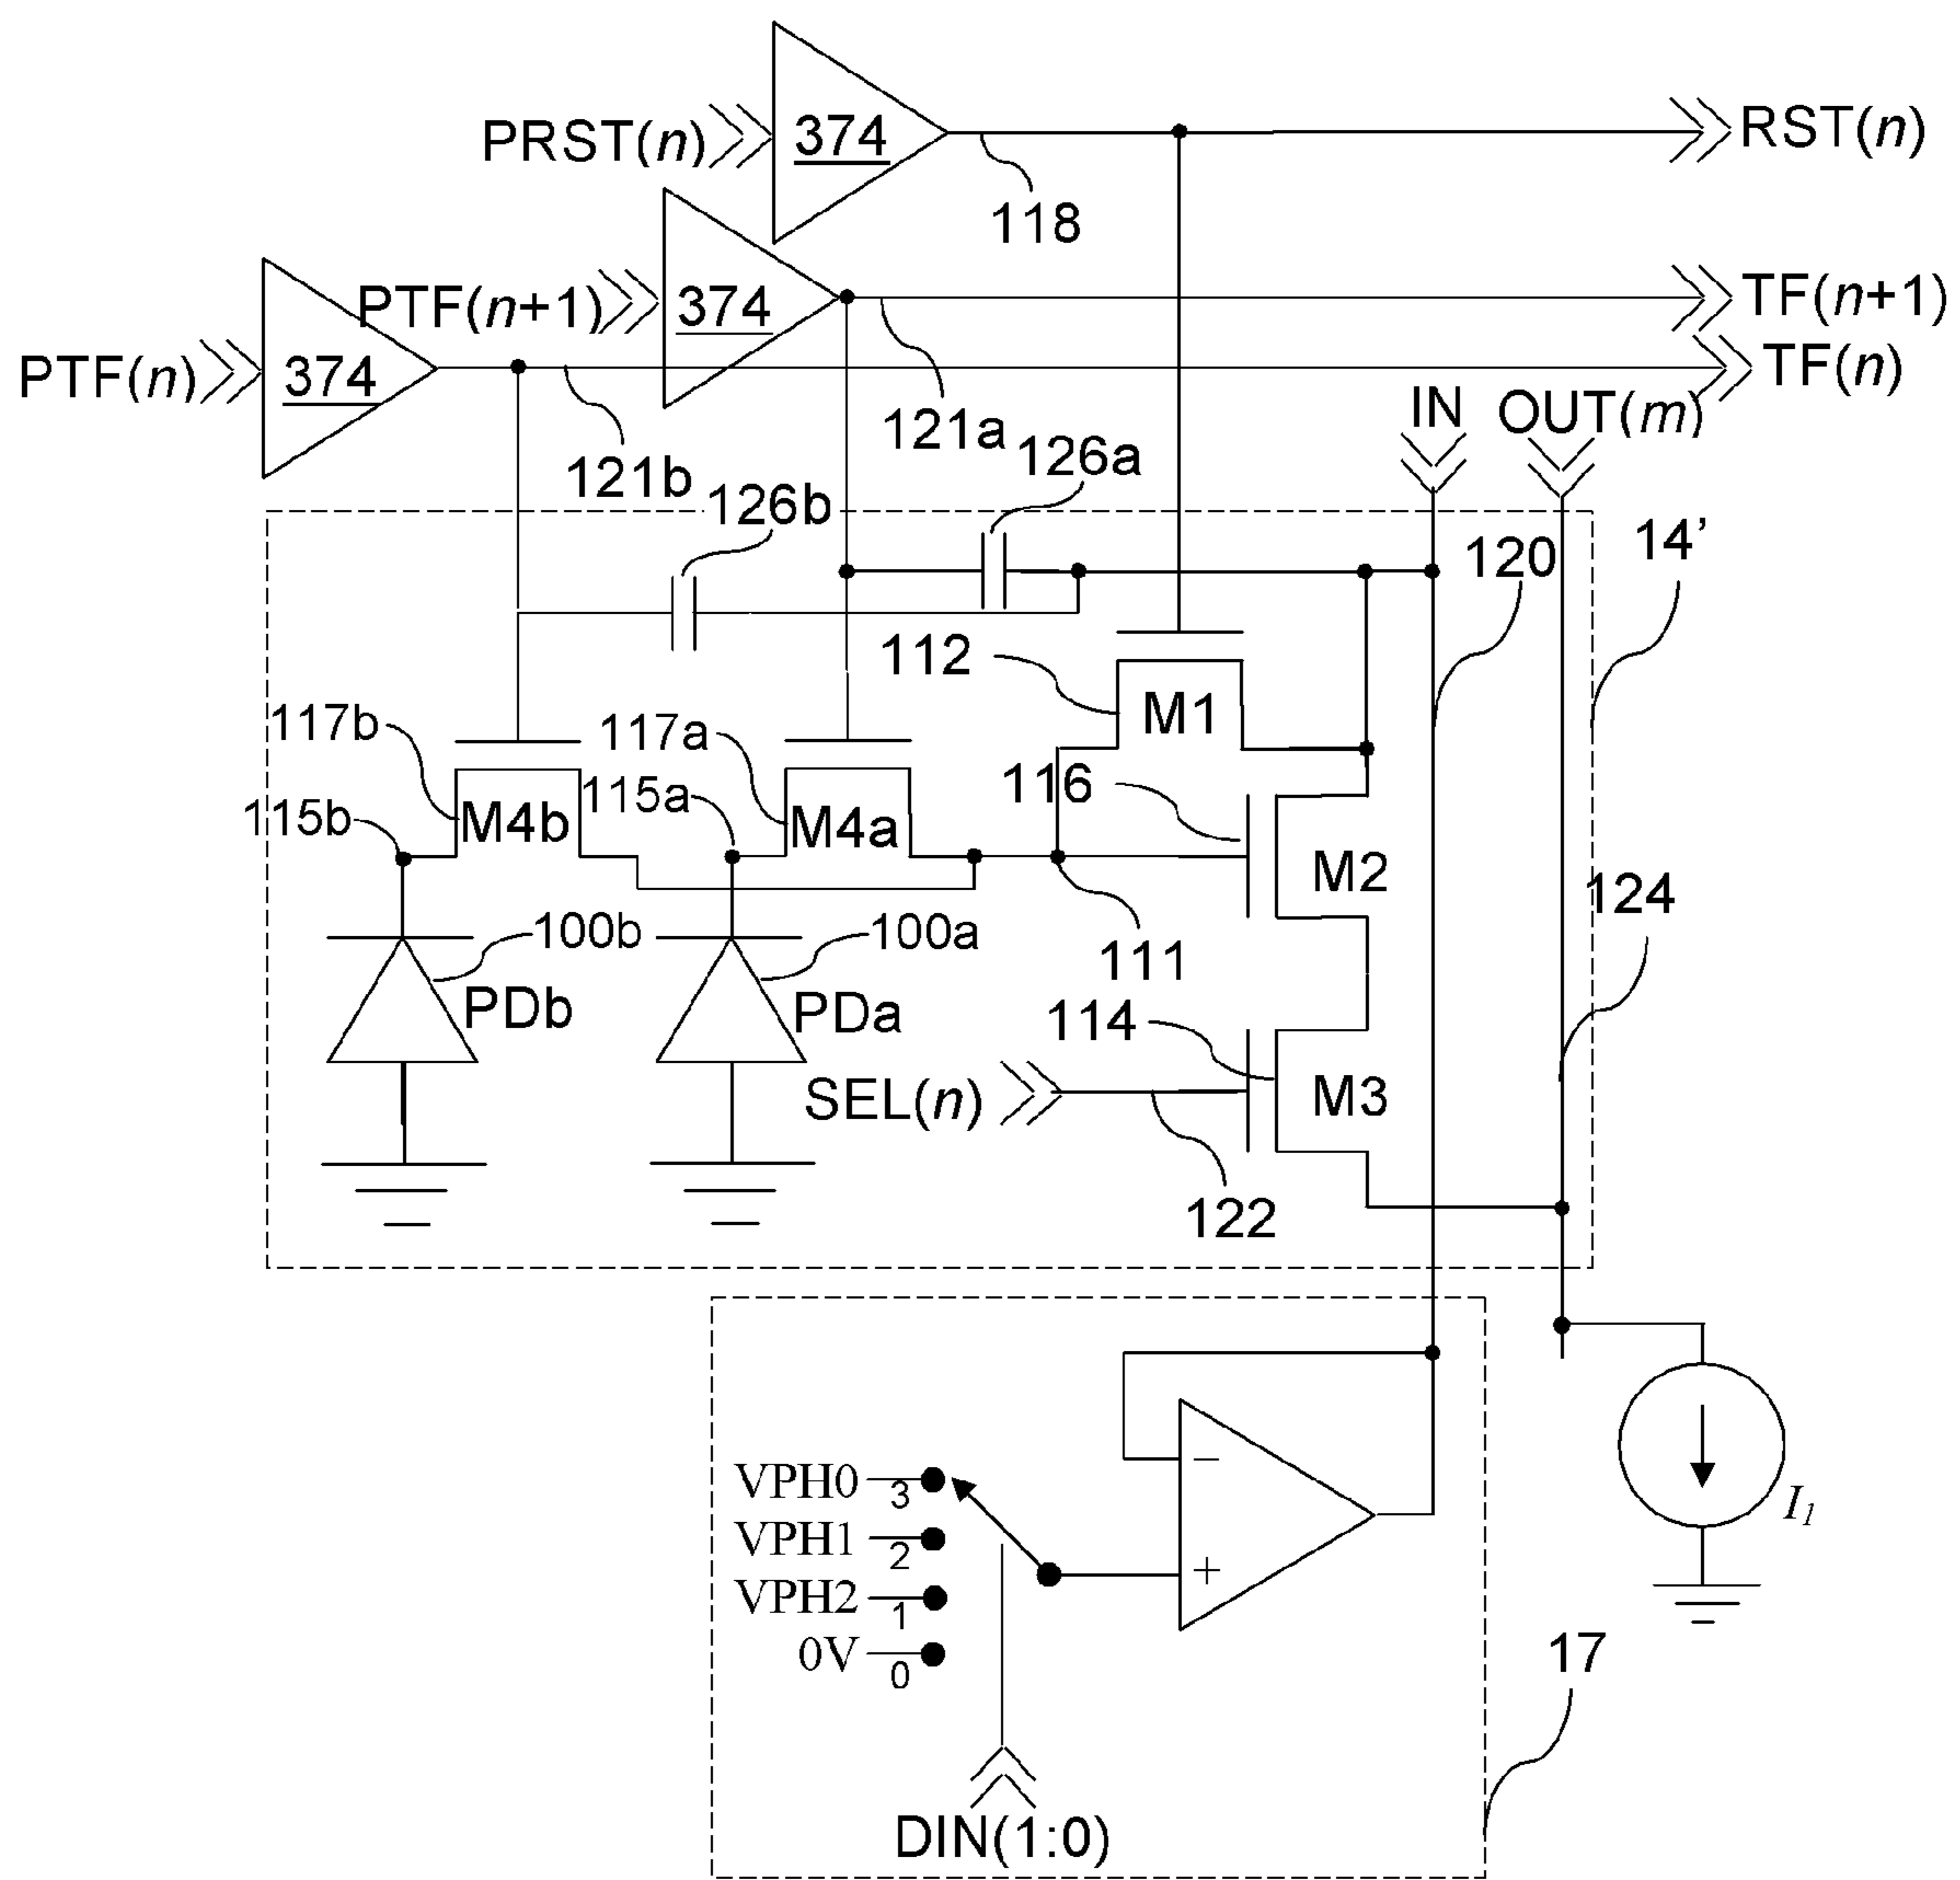 PRST(n)
374
RST(n)
118
PTF(n+1)
374
TF(n+1)
PTF(n)
374
TF(n)
121a
IN
OUT(m)
121b
126a
126b
120
14’
112
M1
117b
117a
116
115b
115a
M4b
M4a
M2
124
100b
100a
111
PDb
PDa
114
SEL(n)
M3
122
VPH0
3
VPH1
2
VPH2
1
0V
0
−
+
I1
17
DIN(1:0)